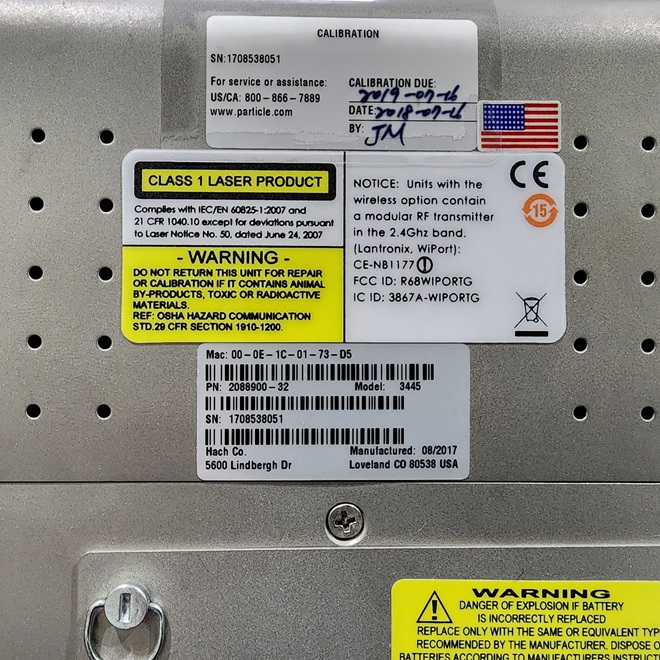 CALIBRATION
SN:1708538051
For service or assistance:
US/CA: 800-866-7889
www.particle.com
CALIBRATION DUE:
DATE:
BY: JM
CLASS 1 LASER PRODUCT
Complies with IEC/EN 60825-1:2007 and
21 CFR 1040.10 except for deviations pursuant
to Laser Notice No. 50, dated June 24, 2007
- WARNING -
DO NOT RETURN THIS UNIT FOR REPAIR
OR CALIBRATION IF IT CONTAINS ANIMAL
BY-PRODUCTS, TOXIC OR RADIOACTIVE
MATERIALS.
REF: OSHA HAZARD COMMUNICATION
STD.29 CFR SECTION 1910-1200.
NOTICE: Units with the
wireless option contain
a modular RF transmitter
in the 2.4Ghz band.
(Lantronix, WiPort):
CE-NB1177
FCC ID: R68WIPORTG
IC ID: 3867A-WIPORTG
CE
15
Mac: 00-0E-1C-01-73-D5
PN: 2088900-32 Model: 3445
SN: 1708538051
Hach Co. Manufactured: 08/2017
5600 Lindbergh Dr Loveland CO 80538 USA
WARNING
DANGER OF EXPLOSION IF BATTERY
IS INCORRECTLY REPLACED
REPLACE ONLY WITH THE SAME OR EQUIVALENT TYP
RECOMMENDED BY THE MANUFACTURER. DISPOSE O
BATTERIES ACCORDING TO MANUFACTURERS INSTRUCTI